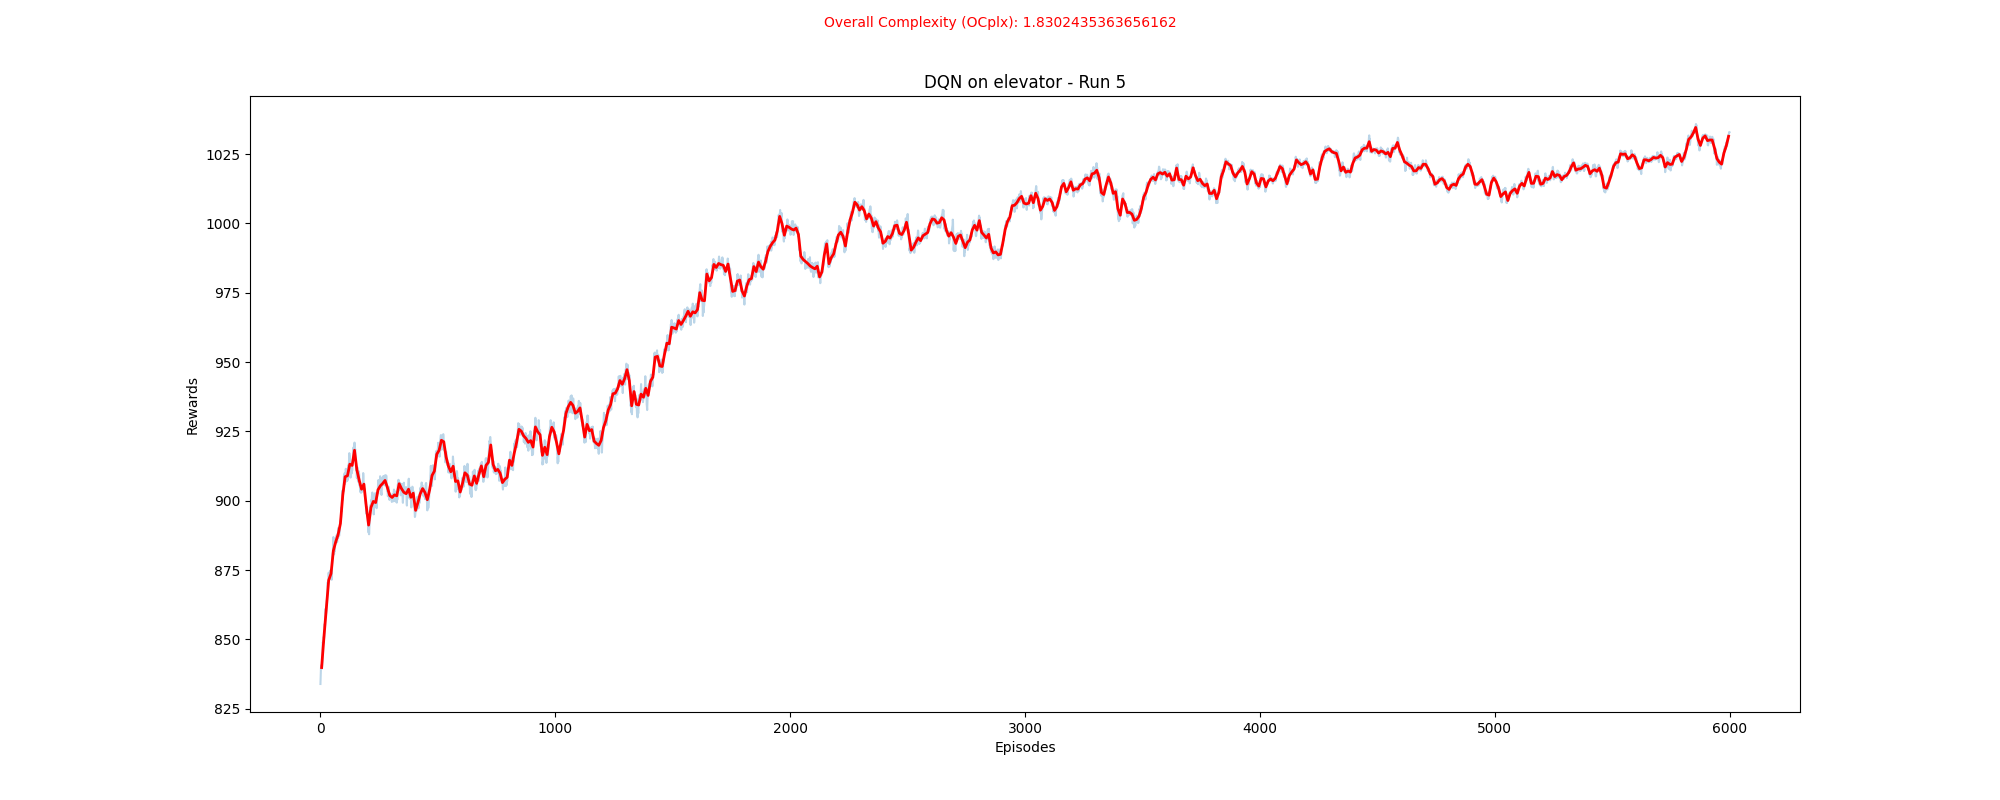 Overall Complexity (OCplx): 1.8302435363656162
DQN on elevator - Run 5
Rewards
1025
1000
975
950
925
900
875
850
825
0 1000 2000 3000 4000 5000 6000
Episodes